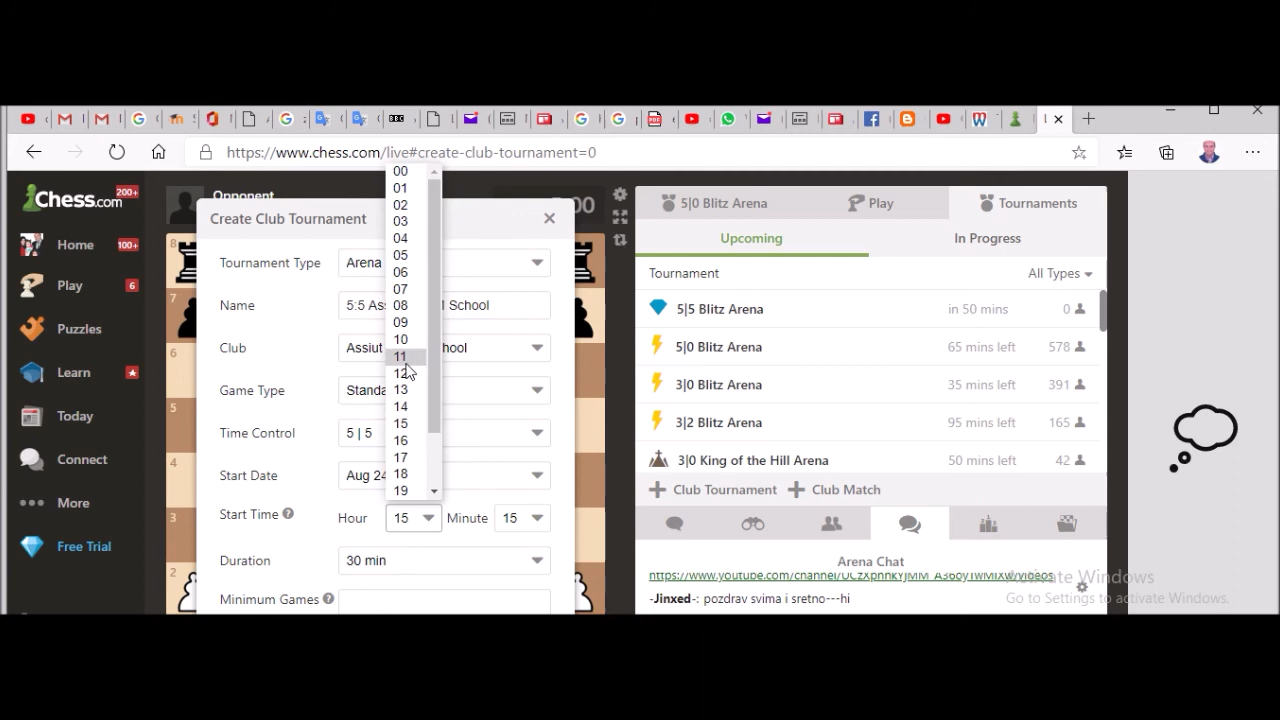 https://www.chess.com/live#create-club-tournament=0
Chess.com
200+
Home
100+
Play
6
Puzzles
Learn
Today
Connect
More
Free Trial
Opponent
Create Club Tournament
Tournament Type
Arena
Name
5:5 Ass
School
Club
Assiut
Game Type
Standa
Time Control
5 | 5
Start Date
Aug 24
Start Time
Hour
15
Minute
15
Duration
30 min
Minimum Games
00
01
02
03
04
05
06
07
08
09
10
11
12
13
14
15
16
17
18
19
8
7
6
5
4
3
2
5|0 Blitz Arena
Play
Tournaments
Upcoming
In Progress
Tournament
All Types
5|5 Blitz Arena in 50 mins 0
5|0 Blitz Arena 65 mins left 578
3|0 Blitz Arena 35 mins left 391
3|2 Blitz Arena 95 mins left 165
3|0 King of the Hill Arena 50 mins left 42
Club Tournament
Club Match
Arena Chat
-Jinxed-: pozdrav svima i sretno---hi
Activate Windows
Go to Settings to activate Windows.